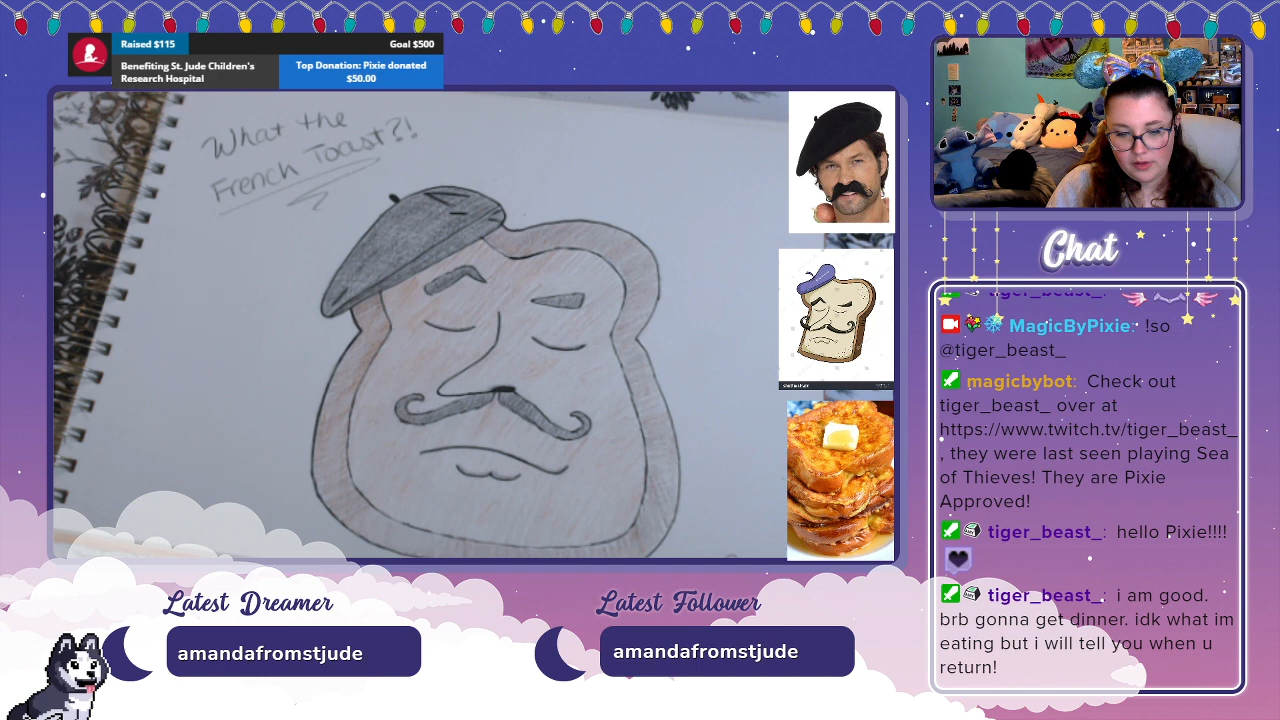 Raised $115
Goal $500
Benefiting St. Jude Children's
Research Hospital
Top Donation: Pixie donated
$50.00
What the
French Toast?!
Chat
tiger_beast_:
MagicByPixie: !so
@tiger_beast_
magicbybot: Check out
tiger_beast_ over at
https://www.twitch.tv/tiger_beast_
, they were last seen playing Sea
of Thieves! They are Pixie
Approved!
tiger_beast_: hello Pixie!!!!
tiger_beast_: i am good.
brb gonna get dinner. idk what im
eating but i will tell you when u
return!
Latest Dreamer
amandafromstjude
Latest Follower
amandafromstjude